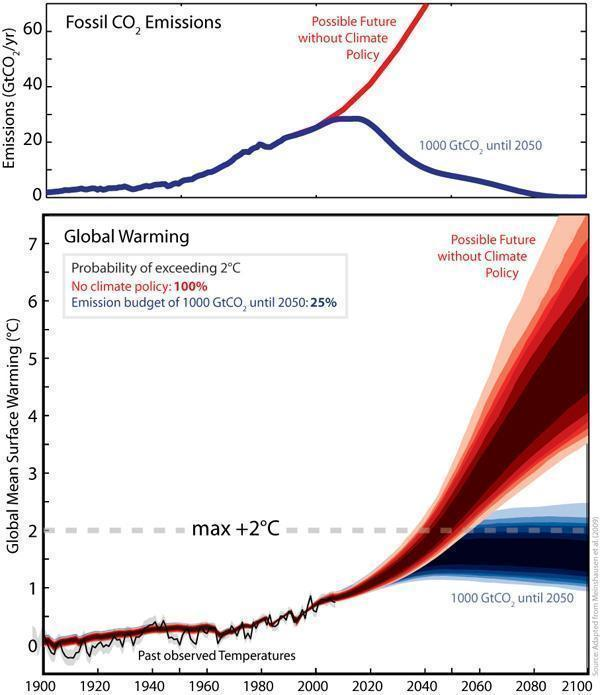 Fossil CO2 Emissions
Emissions (GtCO2/yr)
60
40
20
0
Possible Future
without Climate
Policy
1000 GtCO2 until 2050
Global Warming
Probability of exceeding 2°C
No climate policy: 100%
Emission budget of 1000 GtCO2 until 2050: 25%
Global Mean Surface Warming (°C)
7
6
5
4
3
2
1
0
Possible Future
without Climate
Policy
max +2°C
1000 GtCO2 until 2050
Past observed Temperatures
1900 1920 1940 1960 1980 2000 2020 2040 2060 2080 2100
Source: Adapted from Meinshausen et al. (2009)